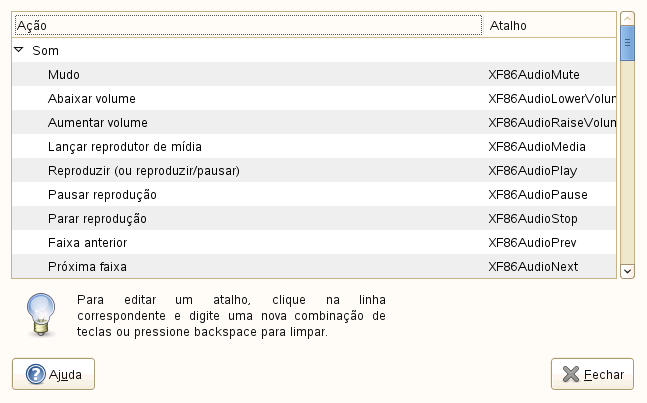 Ação Atalho
Som
Mudo XF86AudioMute
Abaixar volume XF86AudioLowerVolum
Aumentar volume XF86AudioRaiseVolum
Lançar reprodutor de mídia XF86AudioMedia
Reproduzir (ou reproduzir/pausar) XF86AudioPlay
Pausar reprodução XF86AudioPause
Parar reprodução XF86AudioStop
Faixa anterior XF86AudioPrev
Próxima faixa XF86AudioNext
Para editar um atalho, clique na linha
correspondente e digite uma nova combinação de
teclas ou pressione backspace para limpar.
Ajuda Fechar